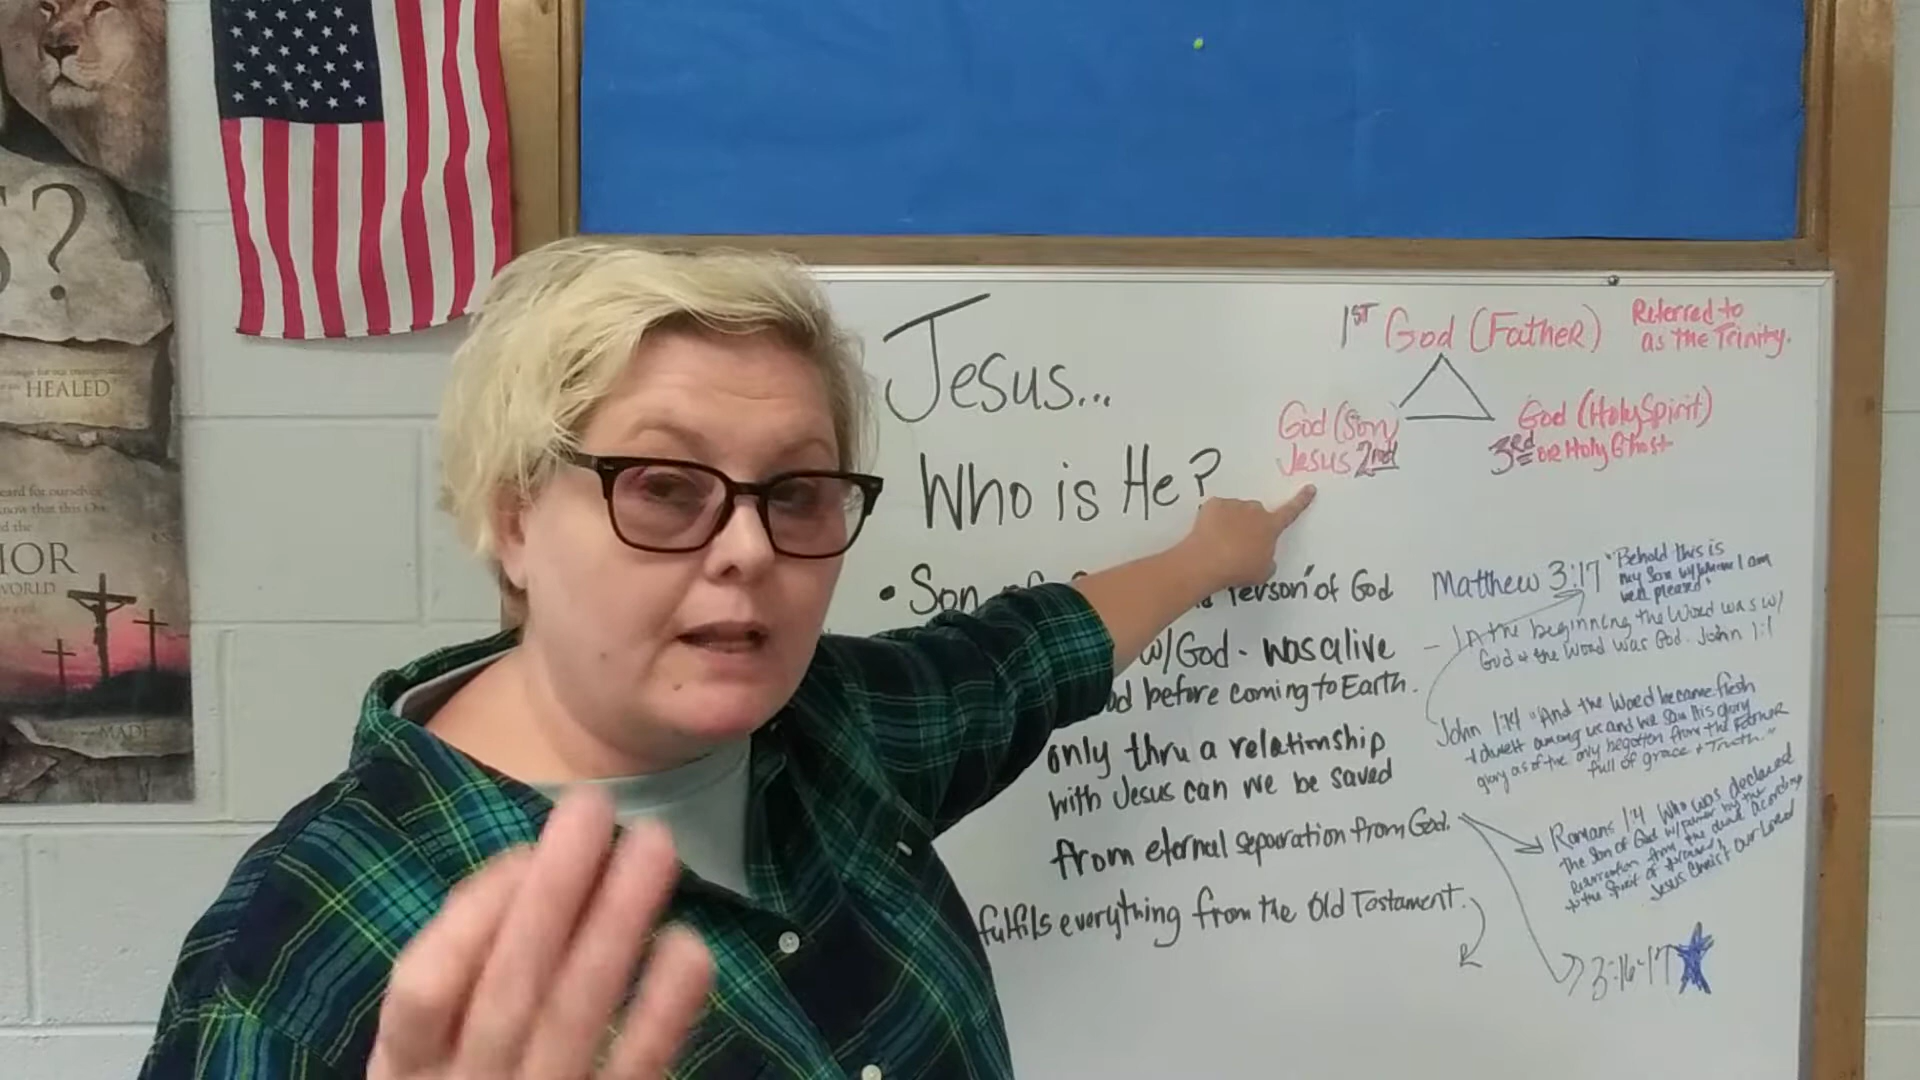 S?
HEALED"
IOR
WORLD
MADE
Jesus...
Who is He?
1ST God (Father)
Referred to
as the Trinity.
God (Son)
Jesus 2nd
God (Holy Spirit)
3rd or Holy Ghost
• Son of Person" of God
w/God - was alive
before coming to Earth.
only thru a relationship
with Jesus can we be saved
from eternal separation from God.
fulfils everything from the Old Tastament.
Matthew 3:17 "Behold this is
my Son w/whom I am
well pleased"
- In the beginning the Word was w/
God & the Word was God. John 1:1
John 1:14 "And the Word became flesh
& dwelt among us and we saw His glory
glory as of the only begotten from the Father
full of grace + Truth."
Romans 1:4 Who was declared
the Son of God w/power by the
Resurrection from the dead according
to the Spirit of
Jesus Christ Our Lord
3:16-17